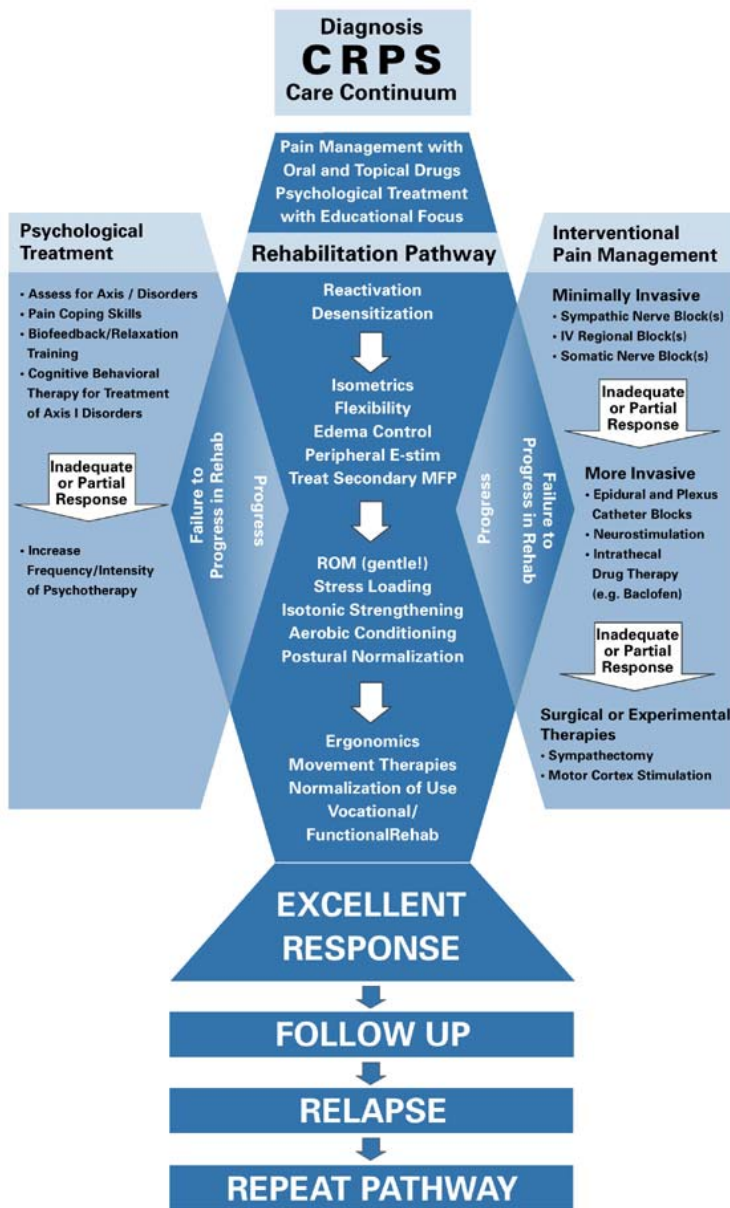 Diagnosis
CRPS
Care Continuum
Pain Management with
Oral and Topical Drugs
Psychological Treatment
with Educational Focus
Psychological
Treatment
• Assess for Axis / Disorders
• Pain Coping Skills
• Biofeedback/Relaxation
Training
• Cognitive Behavioral
Therapy for Treatment
of Axis I Disorders
Inadequate
or Partial
Response
• Increase
Frequency/Intensity
of Psychotherapy
Failure to
Progress in Rehab
Progress
Rehabilitation Pathway
Reactivation
Desensitization
Isometrics
Flexibility
Edema Control
Peripheral E-stim
Treat Secondary MFP
ROM (gentle!)
Stress Loading
Isotonic Strengthening
Aerobic Conditioning
Postural Normalization
Ergonomics
Movement Therapies
Normalization of Use
Vocational/
FunctionalRehab
Progress
Failure to
Progress in Rehab
Interventional
Pain Management
Minimally Invasive
• Sympathic Nerve Block(s)
• IV Regional Block(s)
• Somatic Nerve Block(s)
Inadequate
or Partial
Response
More Invasive
• Epidural and Plexus
Catheter Blocks
• Neurostimulation
• Intrathecal
Drug Therapy
(e.g. Baclofen)
Inadequate
or Partial
Response
Surgical or Experimental
Therapies
• Sympathectomy
• Motor Cortex Stimulation
EXCELLENT
RESPONSE
FOLLOW UP
RELAPSE
REPEAT PATHWAY